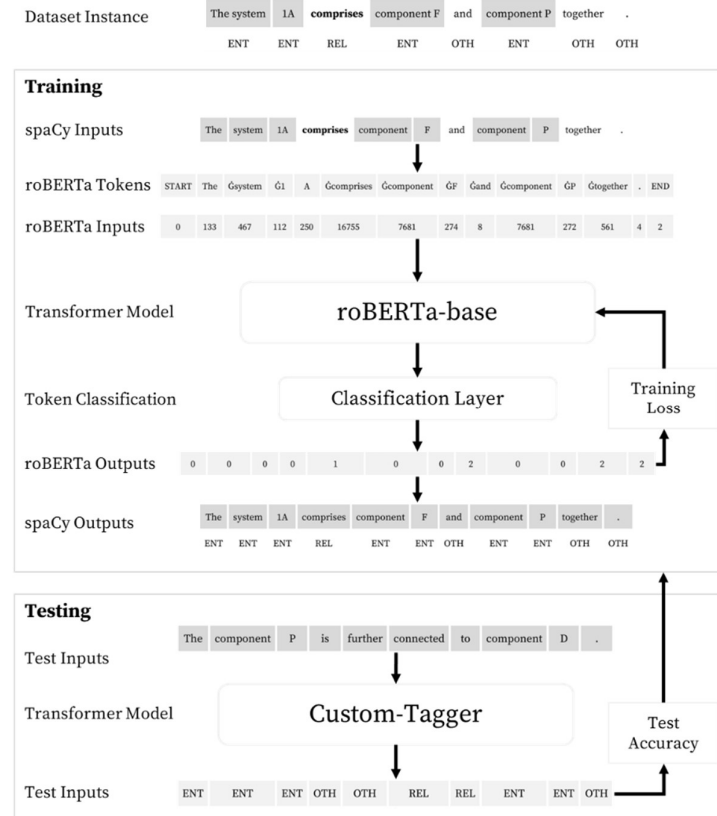 Dataset Instance The system 1A comprises component F and component P together .
ENT ENT REL ENT OTH ENT OTH OTH
Training
spaCy Inputs The system 1A comprises component F and component P together .
roBERTa Tokens START The Ġsystem Ġ1 A Ġcomprises Ġcomponent ĠF Ġand Ġcomponent ĠP Ġtogether . END
roBERTa Inputs 0 133 467 112 250 16755 7681 274 8 7681 272 561 4 2
Transformer Model roBERTa-base
Token Classification Classification Layer
Training
Loss
roBERTa Outputs 0 0 0 0 1 0 0 2 0 0 2 2
spaCy Outputs The system 1A comprises component F and component P together .
ENT ENT ENT REL ENT ENT OTH ENT ENT OTH OTH
Testing
The component P is further connected to component D .
Test Inputs
Transformer Model Custom-Tagger
Test
Accuracy
Test Inputs ENT ENT ENT OTH OTH REL REL ENT ENT OTH